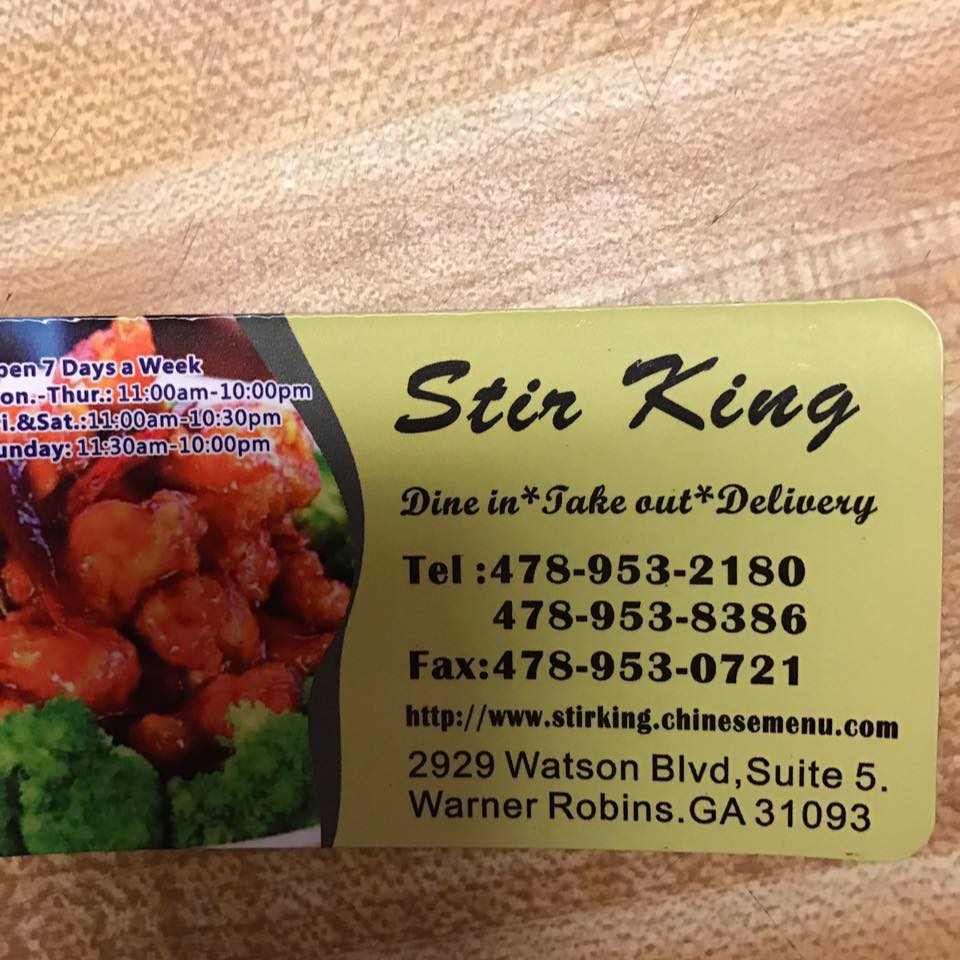 pen 7 Days a Week
on.-Thur.: 11:00am-10:00pm
i.&Sat.:11:00am-10:30pm
unday: 11:30am-10:00pm
Stir King
Dine in*Take out*Delivery
Tel :478-953-2180
478-953-8386
Fax:478-953-0721
http://www.stirking.chinesemenu.com
2929 Watson Blvd,Suite 5.
Warner Robins.GA 31093